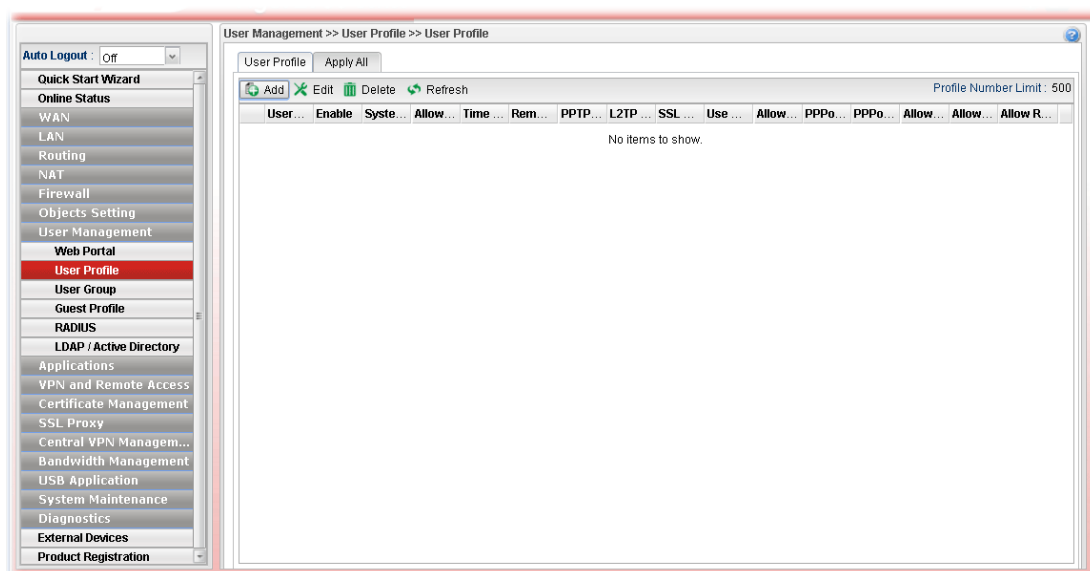 User Management >> User Profile >> User Profile
Auto Logout : Off
Quick Start Wizard
Online Status
WAN
LAN
Routing
NAT
Firewall
Objects Setting
User Management
Web Portal
User Profile
User Group
Guest Profile
RADIUS
LDAP / Active Directory
Applications
VPN and Remote Access
Certificate Management
SSL Proxy
Central VPN Managem...
Bandwidth Management
USB Application
System Maintenance
Diagnostics
External Devices
Product Registration
User Profile Apply All
Add Edit Delete Refresh Profile Number Limit : 500
User... Enable Syste... Allow... Time ... Rem... PPTP... L2TP ... SSL ... Use ... Allow... PPPo... PPPo... Allow... Allow... Allow R...
No items to show.